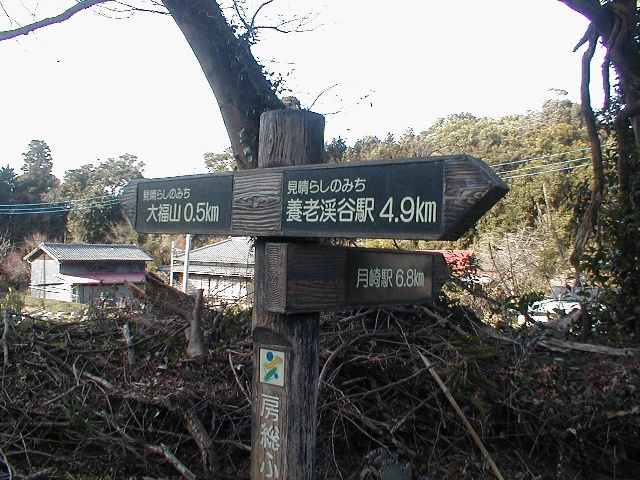 見晴らしのみち
大福山 0.5km
見晴らしのみち
養老渓谷駅 4.9km
月崎駅 6.8km
房総ふ